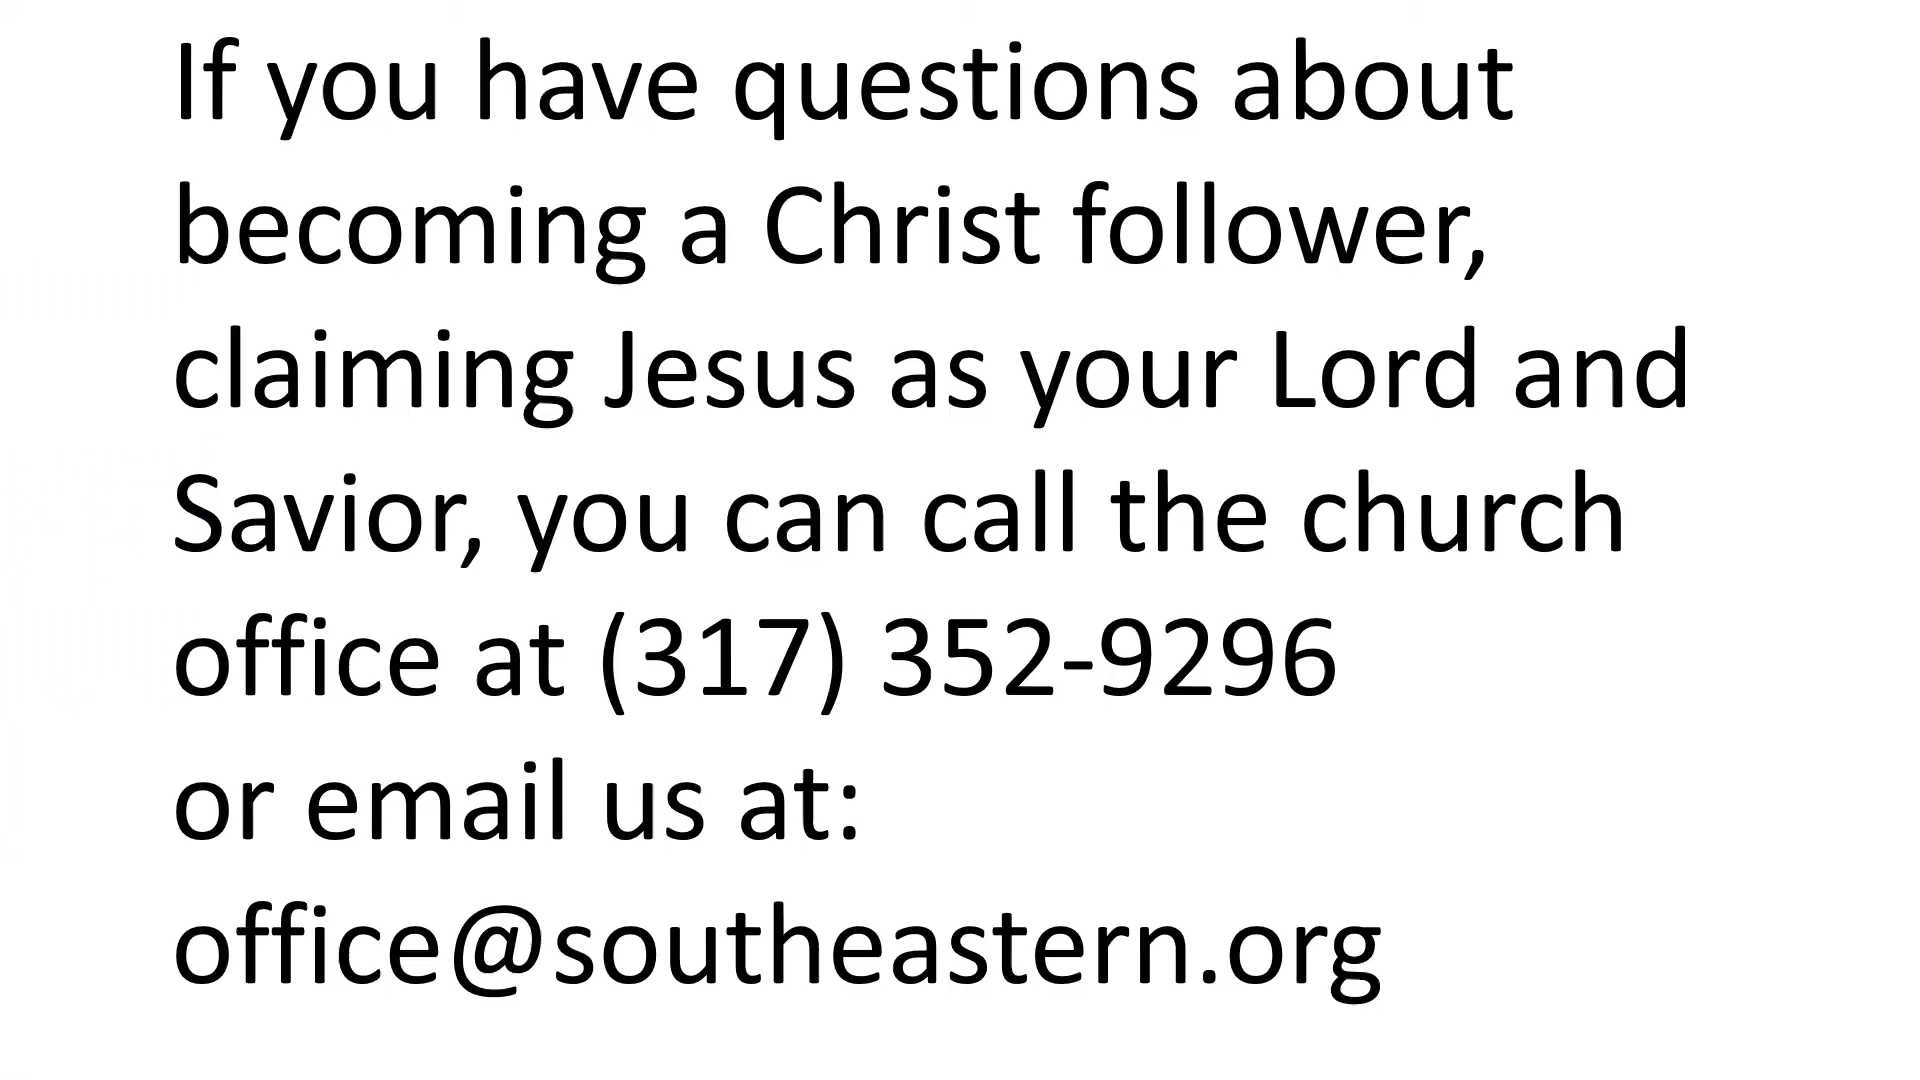 If you have questions about
becoming a Christ follower,
claiming Jesus as your Lord and
Savior, you can call the church
office at (317) 352-9296
or email us at:
office@southeastern.org